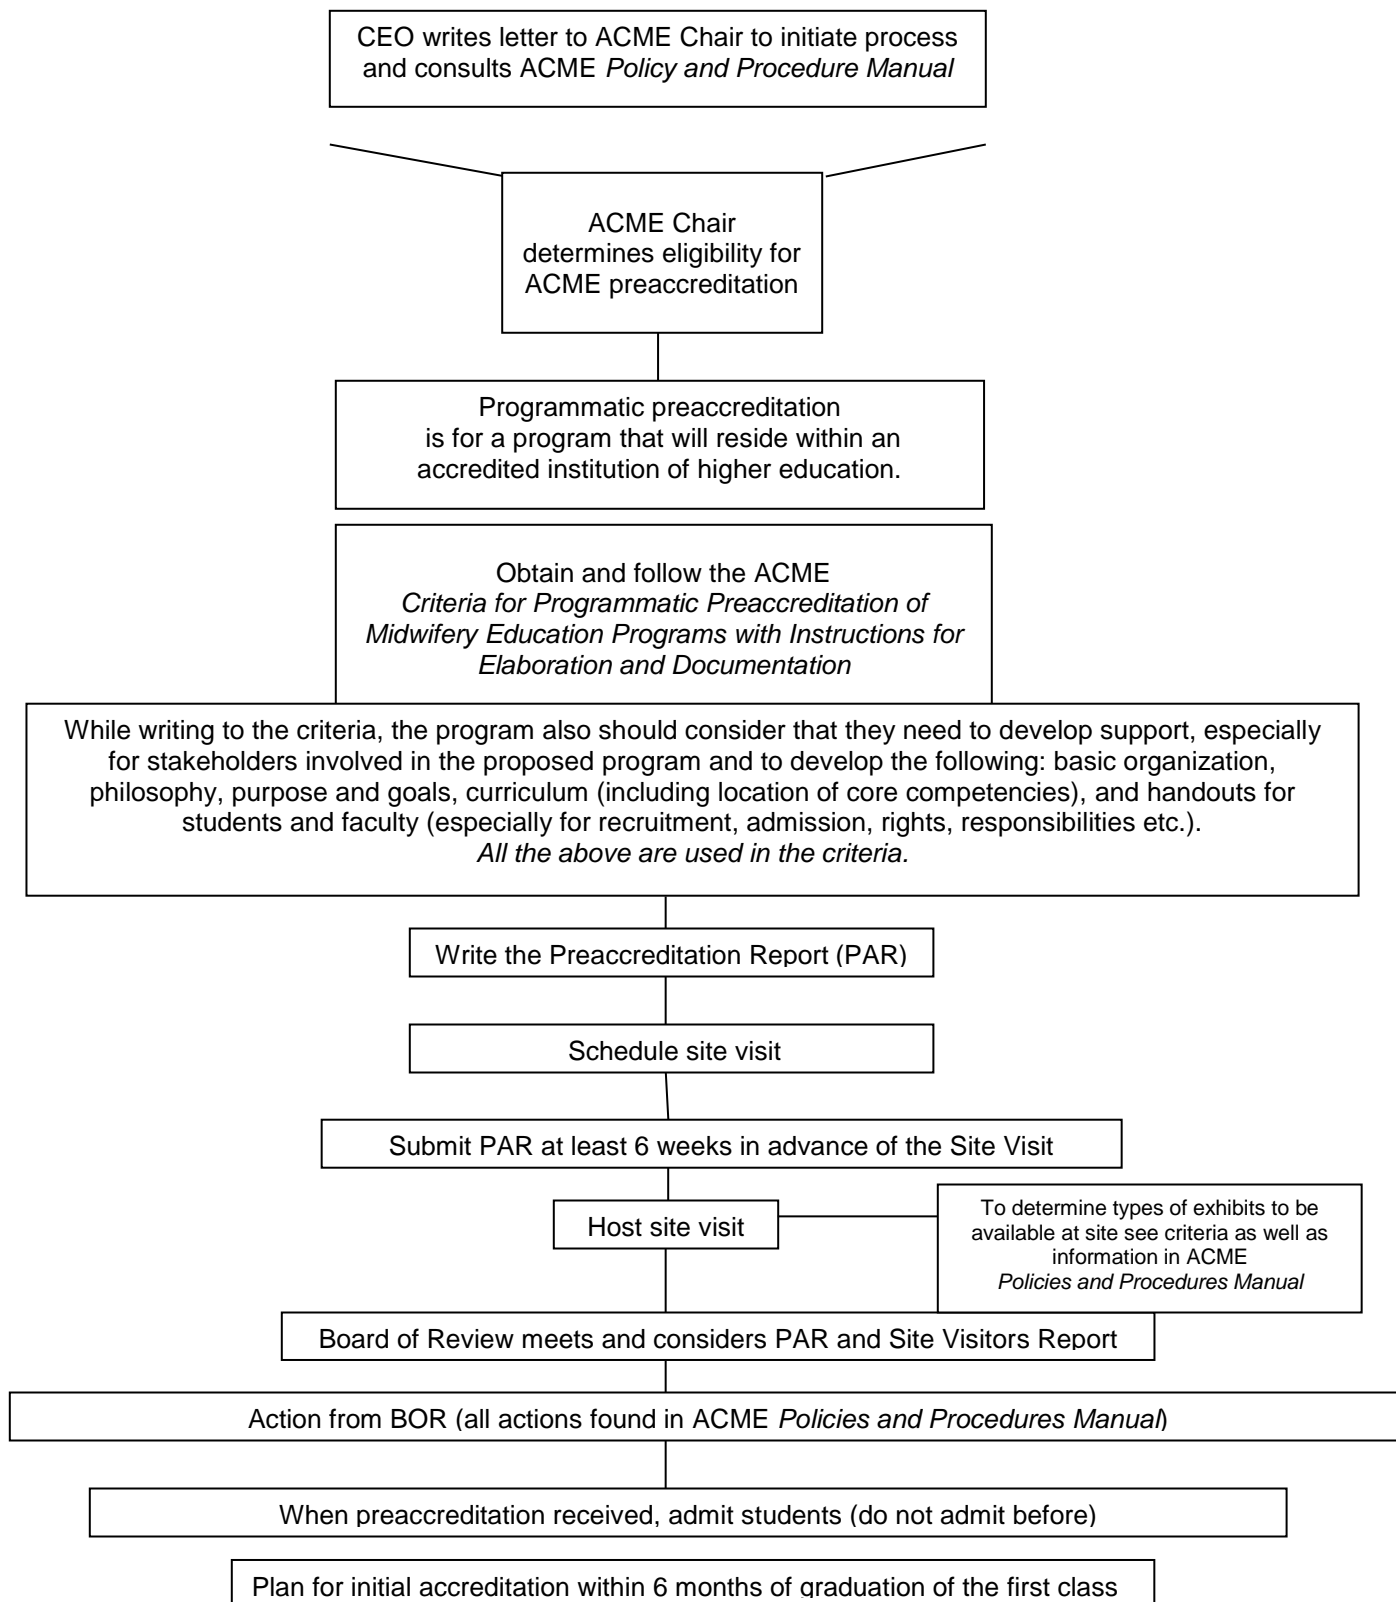 CEO writes letter to ACME Chair to initiate process
and consults ACME Policy and Procedure Manual
ACME Chair
determines eligibility for
ACME preaccreditation
Programmatic preaccreditation
is for a program that will reside within an
accredited institution of higher education.
Obtain and follow the ACME
Criteria for Programmatic Preaccreditation of
Midwifery Education Programs with Instructions for
Elaboration and Documentation
While writing to the criteria, the program also should consider that they need to develop support, especially
for stakeholders involved in the proposed program and to develop the following: basic organization,
philosophy, purpose and goals, curriculum (including location of core competencies), and handouts for
students and faculty (especially for recruitment, admission, rights, responsibilities etc.).
All the above are used in the criteria.
Write the Preaccreditation Report (PAR)
Schedule site visit
Submit PAR at least 6 weeks in advance of the Site Visit
Host site visit
To determine types of exhibits to be
available at site see criteria as well as
information in ACME
Policies and Procedures Manual
Board of Review meets and considers PAR and Site Visitors Report
Action from BOR (all actions found in ACME Policies and Procedures Manual)
When preaccreditation received, admit students (do not admit before)
Plan for initial accreditation within 6 months of graduation of the first class